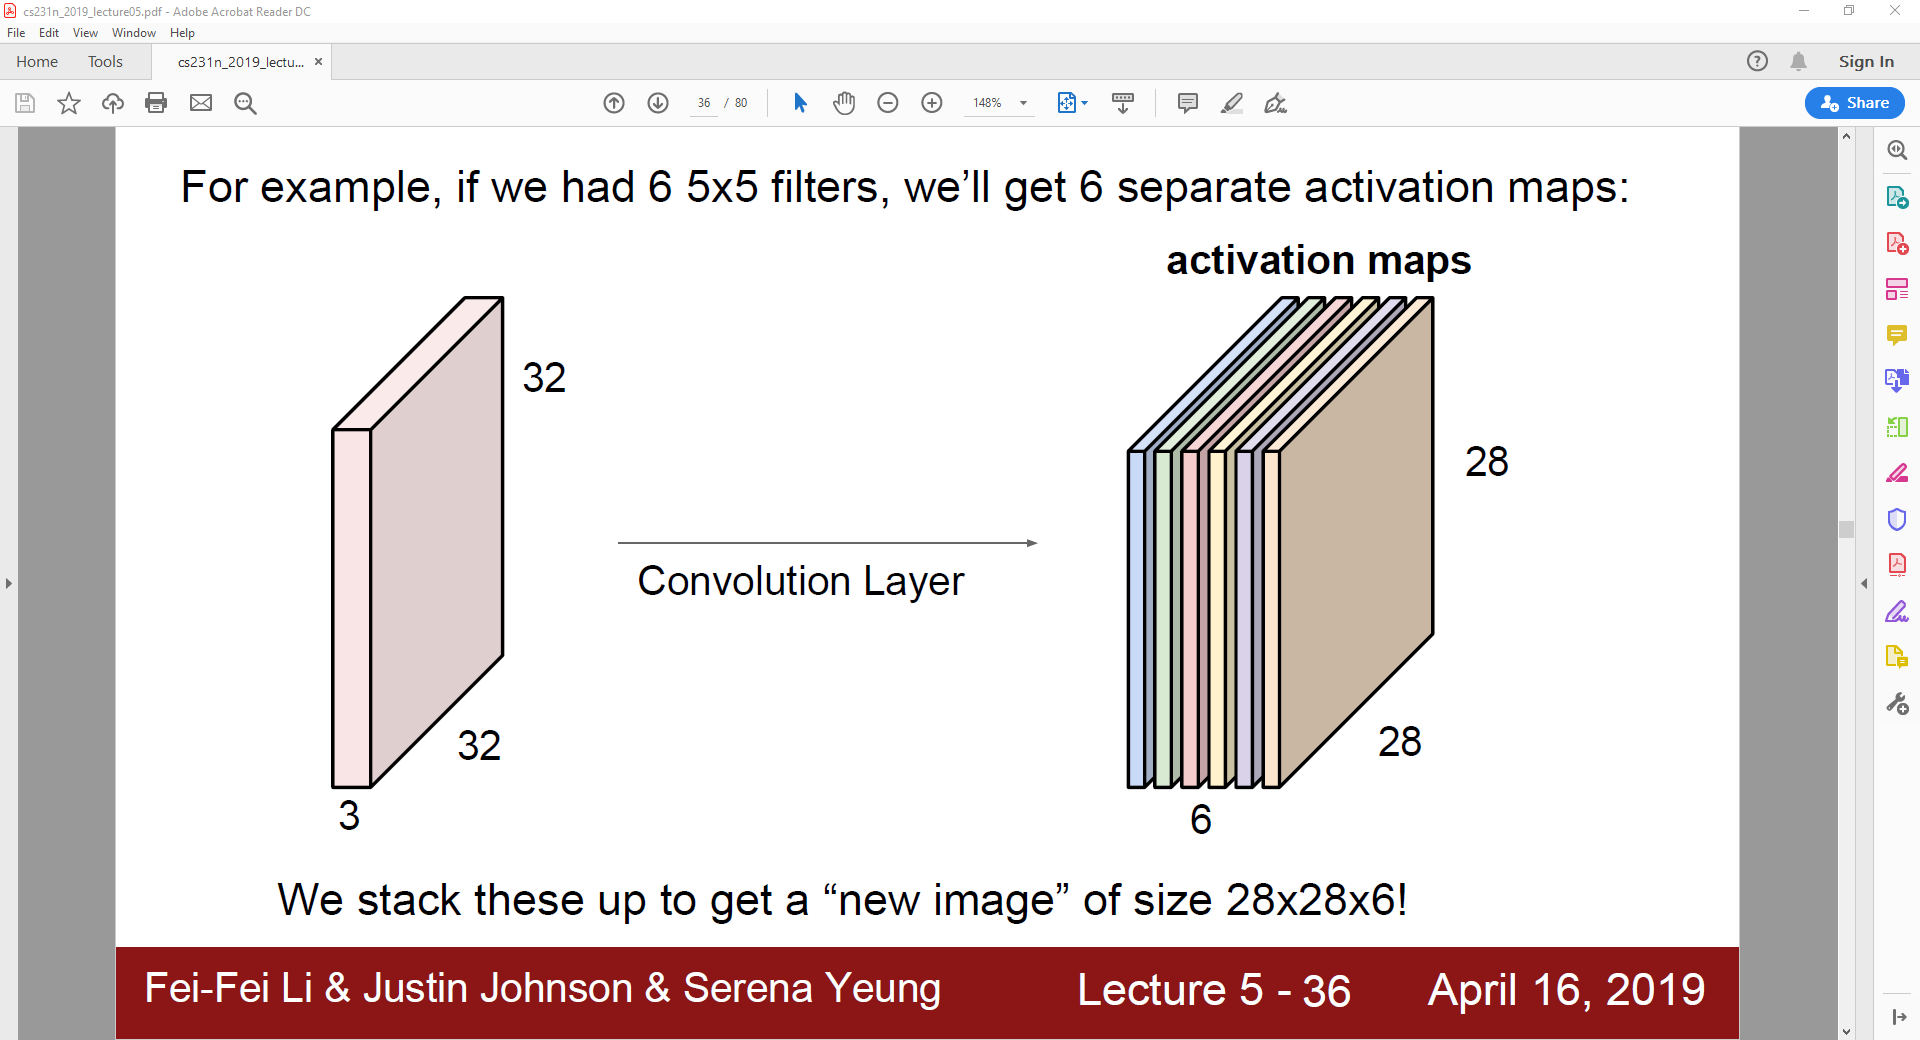 cs231n_2019_lecture05.pdf - Adobe Acrobat Reader DC
File Edit View Window Help
Home Tools cs231n_2019_lectu... × Sign In
36 / 80 148% Share
For example, if we had 6 5x5 filters, we’ll get 6 separate activation maps:
activation maps
32
28
Convolution Layer
32
28
3
6
We stack these up to get a “new image” of size 28x28x6!
Fei-Fei Li & Justin Johnson & Serena Yeung Lecture 5 - 36 April 16, 2019